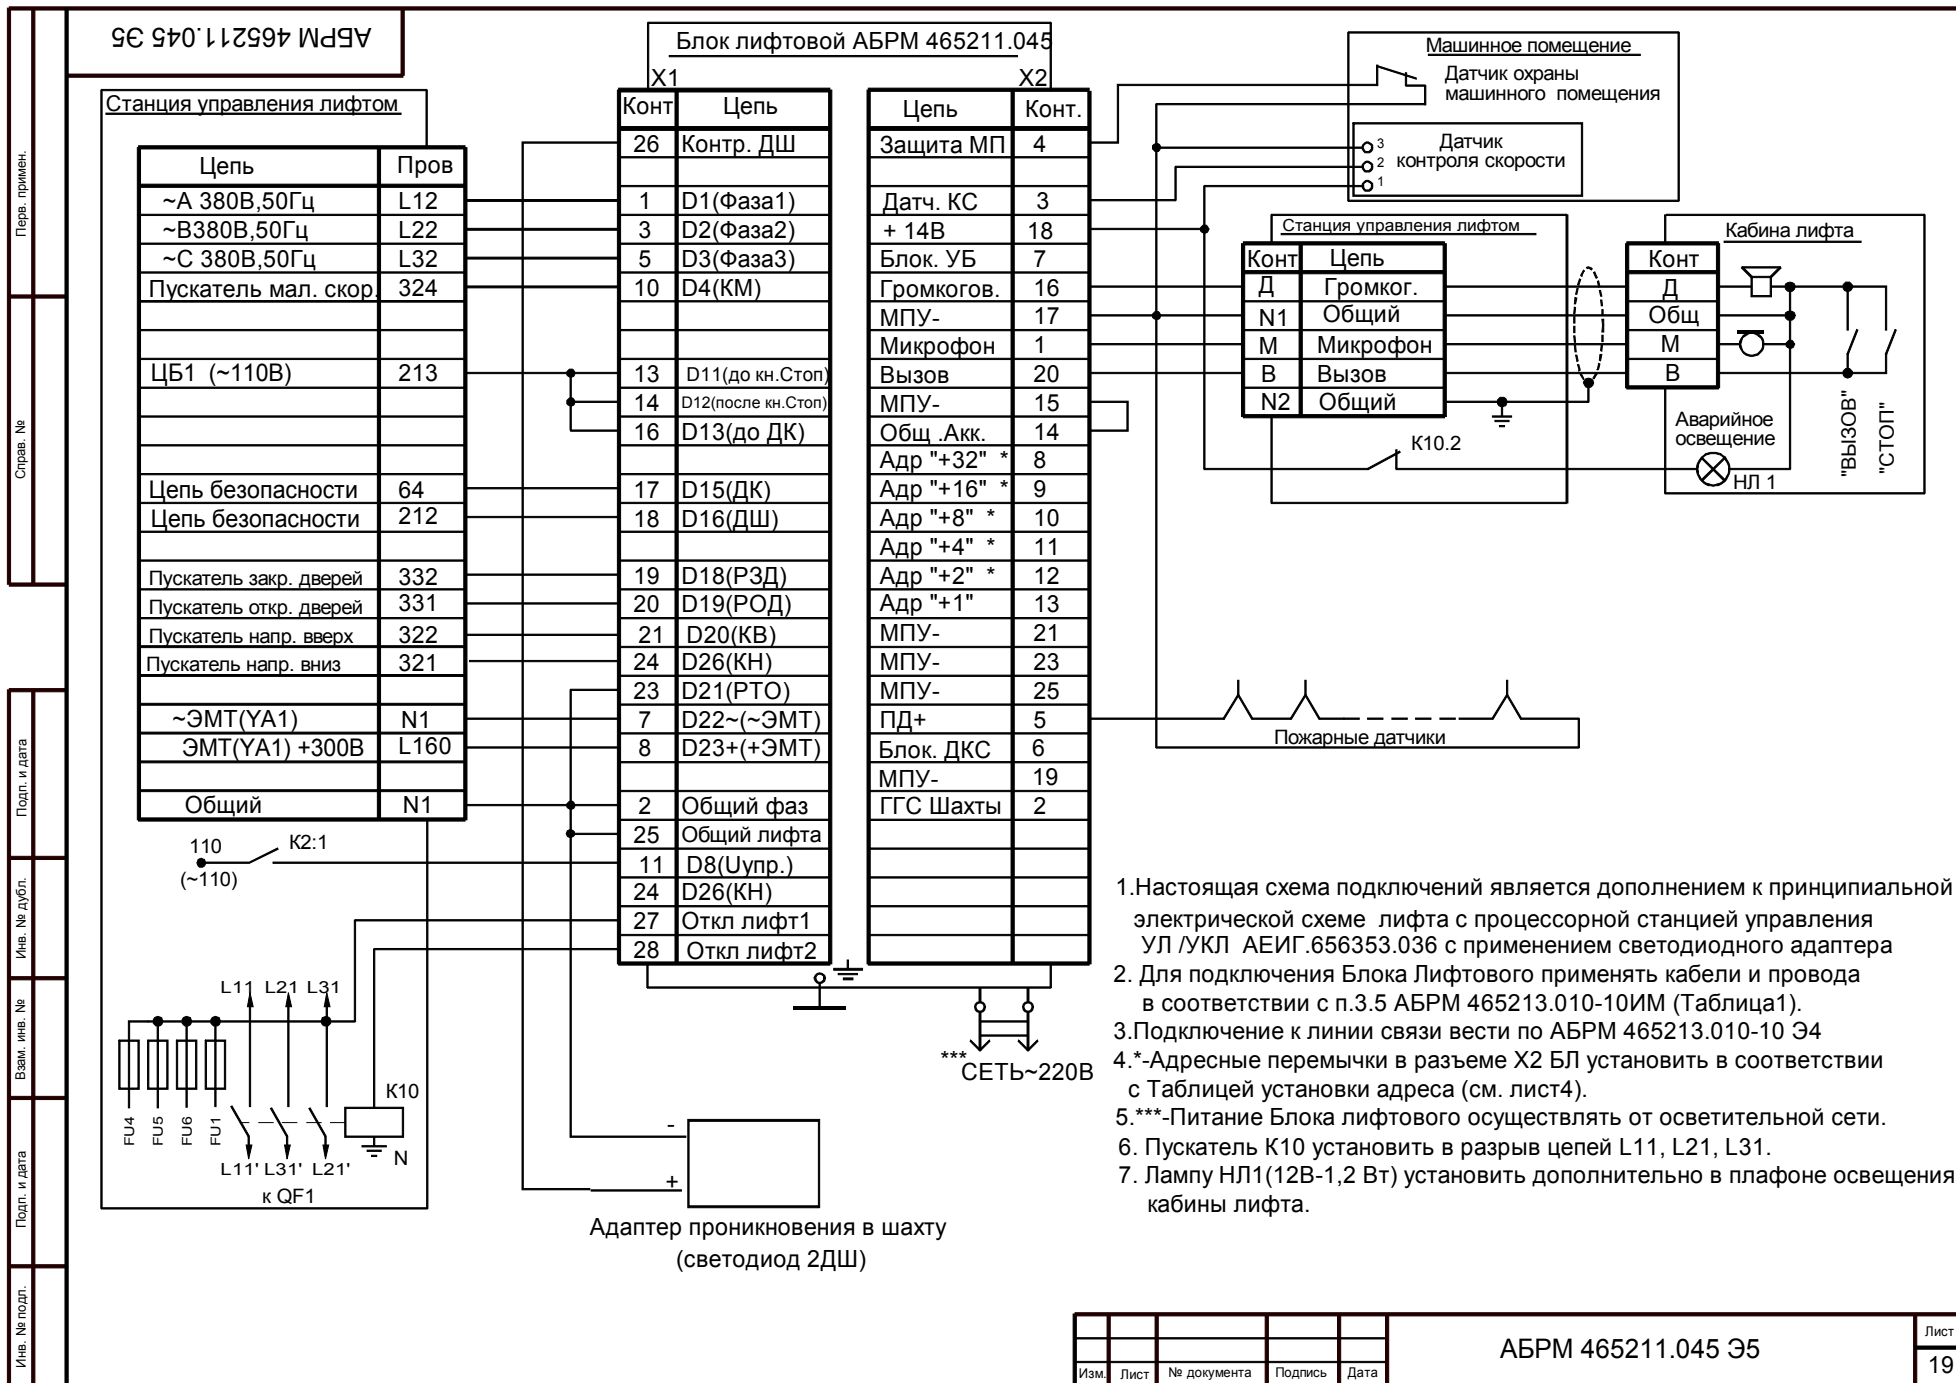 АБРМ 465211.045 Э5
Перв. примен.
Справ. №
Подп. и дата
Инв. № дубл.
Взам. инв. №
Подп. и дата
Инв. № подл.
Станция управления лифтом
Цепь Пров
~А 380В,50Гц L12
~В380В,50Гц L22
~С 380В,50Гц L32
Пускатель мал. скор. 324
ЦБ1 (~110В) 213
Цепь безопасности 64
Цепь безопасности 212
Пускатель закр. дверей 332
Пускатель откр. дверей 331
Пускатель напр. вверх 322
Пускатель напр. вниз 321
~ЭМТ(YA1) N1
ЭМТ(YA1) +300В L160
Общий N1
110 К2:1
(~110)
L11 L21 L31
К10
FU4 FU5 FU6 FU1
N
L11' L31' L21'
к QF1
Блок лифтовой АБРМ 465211.045
X1 X2
Конт Цепь
26 Контр. ДШ
1 D1(Фаза1)
3 D2(Фаза2)
5 D3(Фаза3)
10 D4(КМ)
13 D11(до кн.Стоп)
14 D12(после кн.Стоп)
16 D13(до ДК)
17 D15(ДК)
18 D16(ДШ)
19 D18(РЗД)
20 D19(РОД)
21 D20(КВ)
24 D26(КН)
23 D21(РТО)
7 D22~(~ЭМТ)
8 D23+(+ЭМТ)
2 Общий фаз
25 Общий лифта
11 D8(Uупр.)
24 D26(КН)
27 Откл лифт1
28 Откл лифт2
Цепь Конт.
Защита МП 4
Датч. КС 3
+ 14В 18
Блок. УБ 7
Громкогов. 16
МПУ- 17
Микрофон 1
Вызов 20
МПУ- 15
Общ .Акк. 14
Адр "+32" * 8
Адр "+16" * 9
Адр "+8" * 10
Адр "+4" * 11
Адр "+2" * 12
Адр "+1" 13
МПУ- 21
МПУ- 23
МПУ- 25
ПД+ 5
Блок. ДКС 6
МПУ- 19
ГГС Шахты 2
***
СЕТЬ~220В
-
+
Адаптер проникновения в шахту
(светодиод 2ДШ)
Машинное помещение
Датчик охраны
машинного помещения
Датчик
контроля скорости
3
2
1
Станция управления лифтом
Конт Цепь
Д Громког.
N1 Общий
М Микрофон
В Вызов
N2 Общий
К10.2
Кабина лифта
Конт
Д
Общ
М
В
Аварийное
освещение
НЛ 1
"ВЫЗОВ"
"СТОП"
Пожарные датчики
1.Настоящая схема подключений является дополнением к принципиальной
электрической схеме лифта с процессорной станцией управления
УЛ /УКЛ АЕИГ.656353.036 с применением светодиодного адаптера
2. Для подключения Блока Лифтового применять кабели и провода
в соответствии с п.3.5 АБРМ 465213.010-10ИМ (Таблица1).
3.Подключение к линии связи вести по АБРМ 465213.010-10 Э4
4.*-Адресные перемычки в разъеме Х2 БЛ установить в соответствии
с Таблицей установки адреса (см. лист4).
5.***-Питание Блока лифтового осуществлять от осветительной сети.
6. Пускатель К10 установить в разрыв цепей L11, L21, L31.
7. Лампу НЛ1(12В-1,2 Вт) установить дополнительно в плафоне освещения
кабины лифта.
Изм. Лист № документа Подпись Дата
АБРМ 465211.045 Э5
Лист
19